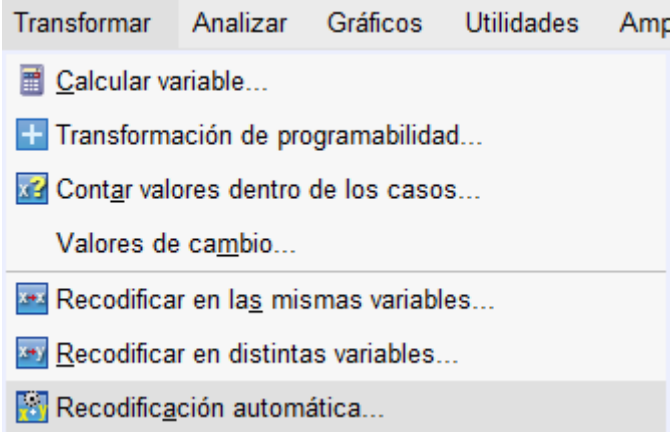 Transformar Analizar Gráficos Utilidades Amp
Calcular variable...
Transformación de programabilidad...
Contar valores dentro de los casos...
Valores de cambio...
Recodificar en las mismas variables...
Recodificar en distintas variables...
Recodificación automática...